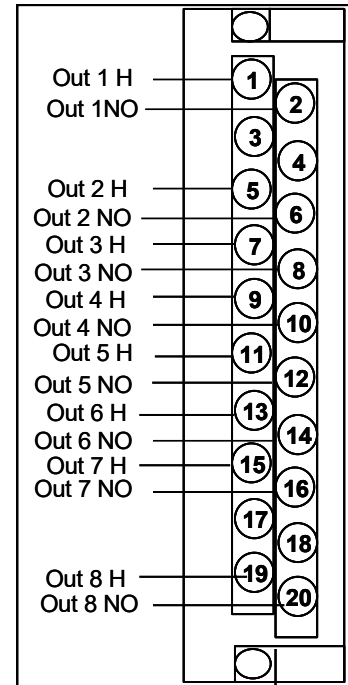 Out 1 H 1
Out 1NO 2
3
4
Out 2 H 5
Out 2 NO 6
Out 3 H 7
Out 3 NO 8
Out 4 H 9
Out 4 NO 10
Out 5 H 11
Out 5 NO 12
Out 6 H 13
Out 6 NO 14
Out 7 H 15
Out 7 NO 16
17
18
Out 8 H 19
Out 8 NO 20